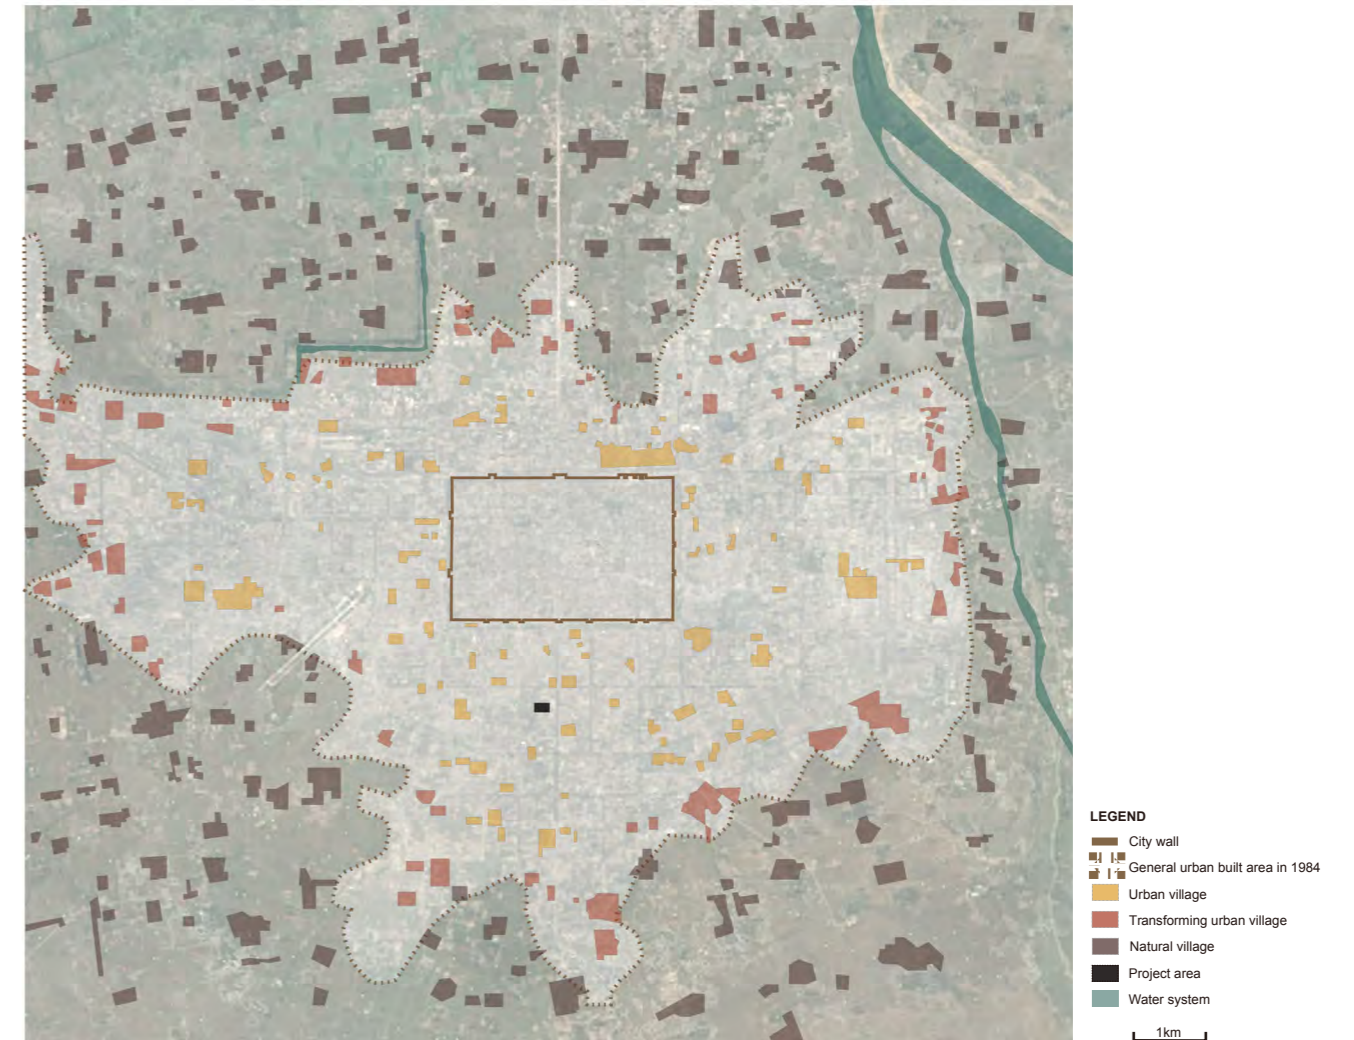 LEGEND
City wall
General urban built area in 1984
Urban village
Transforming urban village
Natural village
Project area
Water system
1km